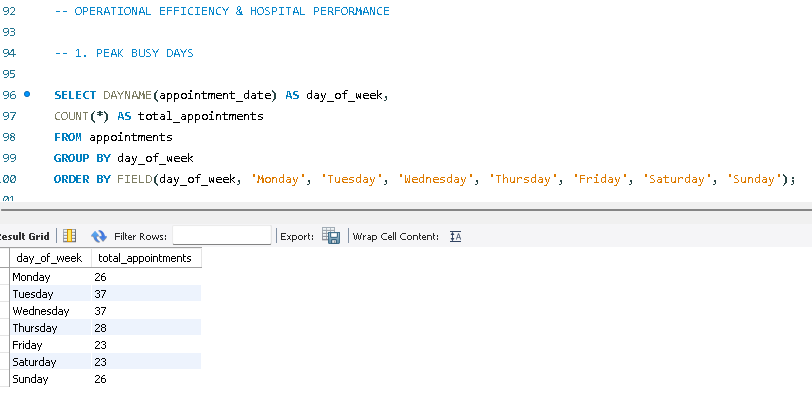 92 -- OPERATIONAL EFFICIENCY & HOSPITAL PERFORMANCE
93
94 -- 1. PEAK BUSY DAYS
95
96 SELECT DAYNAME(appointment_date) AS day_of_week,
97 COUNT(*) AS total_appointments
98 FROM appointments
99 GROUP BY day_of_week
100 ORDER BY FIELD(day_of_week, 'Monday', 'Tuesday', 'Wednesday', 'Thursday', 'Friday', 'Saturday', 'Sunday');
Grid Filter Rows: Export: Wrap Cell Content:
day_of_week total_appointments
Monday 26
Tuesday 37
Wednesday 37
Thursday 28
Friday 23
Saturday 23
Sunday 26